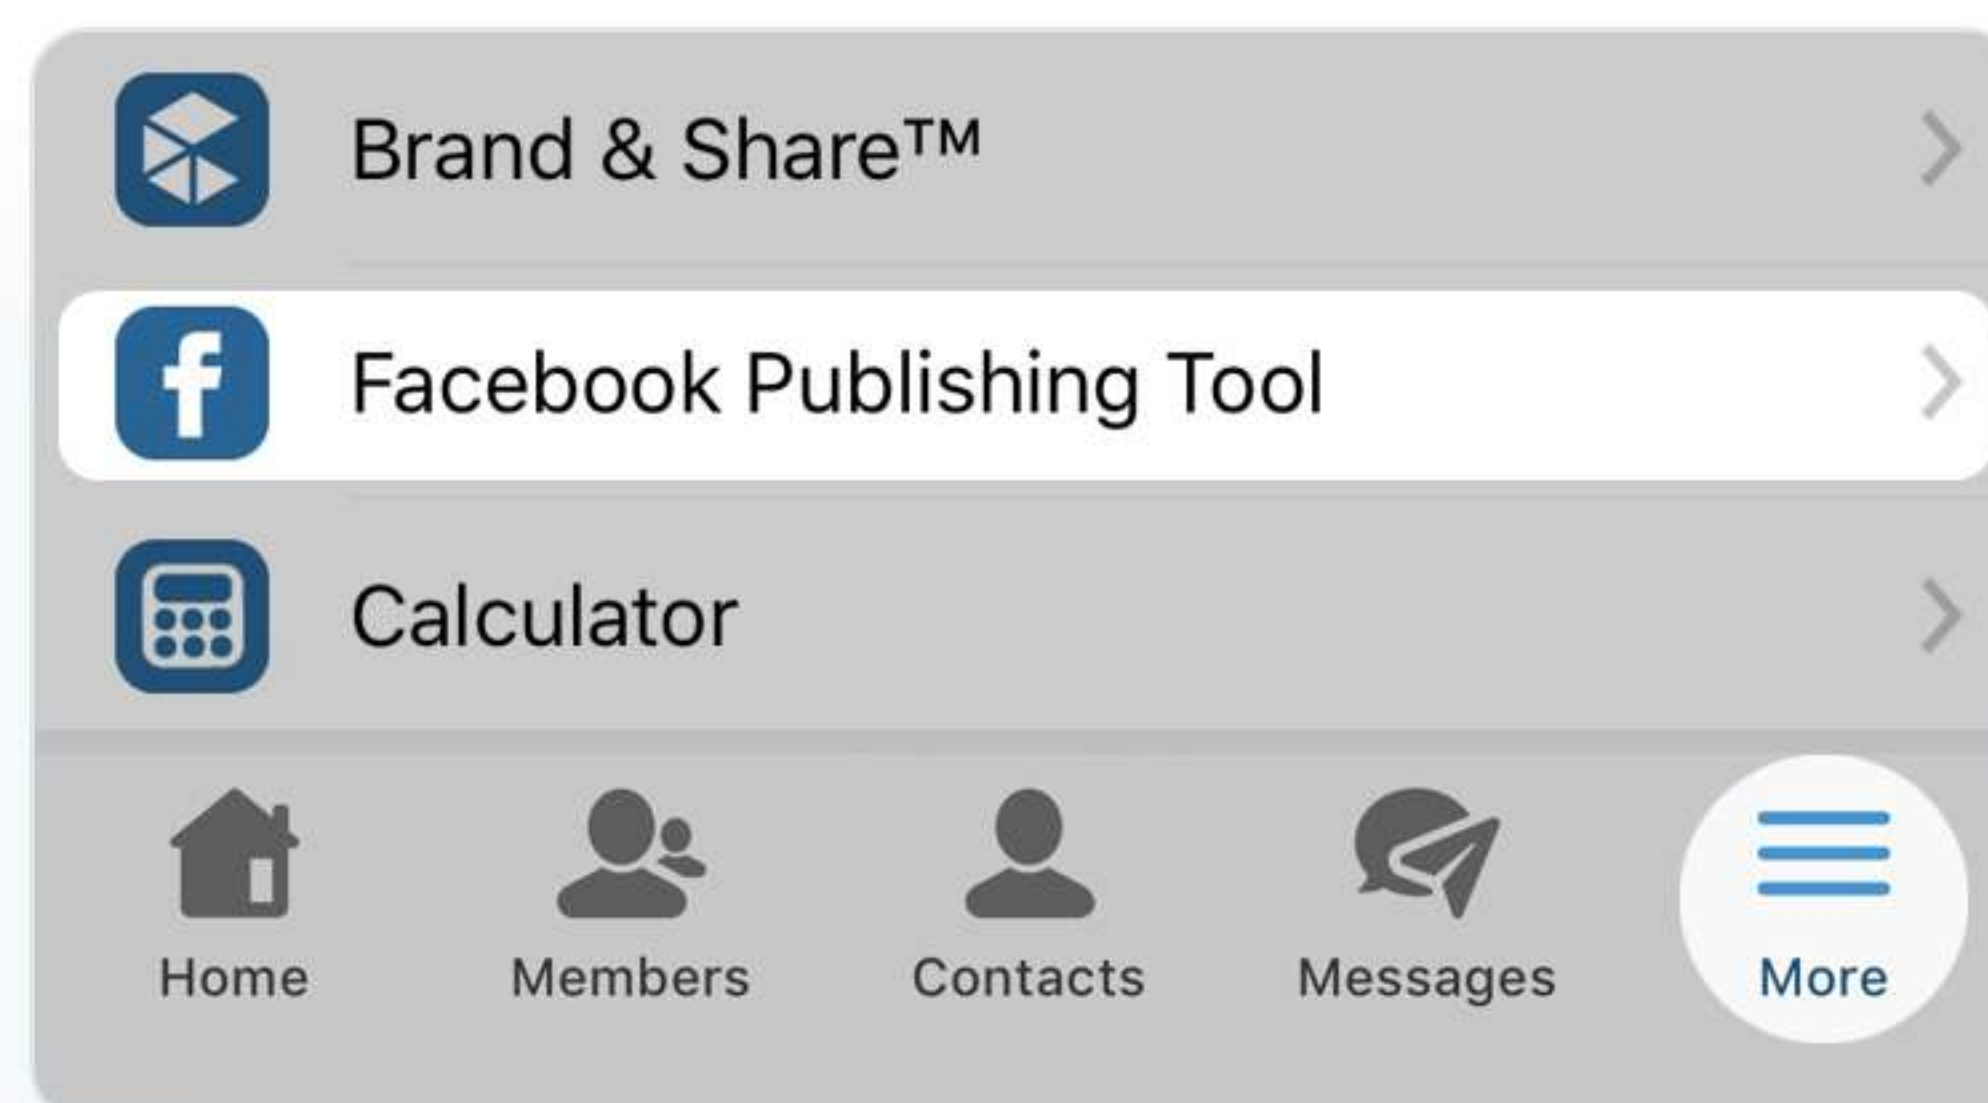 Brand & Share™
Facebook Publishing Tool
Calculator
Home Members Contacts Messages More